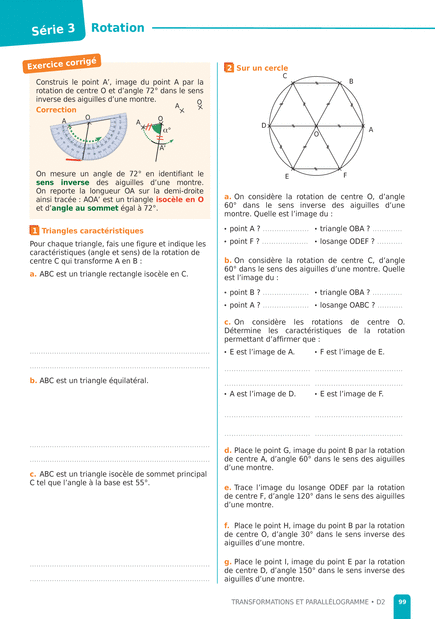 Série 3
Rotation
Exercice corrigé
Construis le point A’, image du point A par la
rotation de centre O et d’angle 72° dans le sens
inverse des aiguilles d’une montre.
Correction
A
O
A
O
A
O
α°
A'
On mesure un angle de 72° en identifiant le
sens inverse des aiguilles d’une montre.
On reporte la longueur OA sur la demi-droite
ainsi tracée : AOA’ est un triangle isocèle en O
et d’angle au sommet égal à 72°.
1 Triangles caractéristiques
Pour chaque triangle, fais une figure et indique les
caractéristiques (angle et sens) de la rotation de
centre C qui transforme A en B :
a. ABC est un triangle rectangle isocèle en C.
b. ABC est un triangle équilatéral.
c. ABC est un triangle isocèle de sommet principal
C tel que l’angle à la base est 55°.
2 Sur un cercle
C
B
D
O
A
E
F
a. On considère la rotation de centre O, d’angle
60° dans le sens inverse des aiguilles d’une
montre. Quelle est l’image du :
• point A ? .................... • triangle OBA ? .............
• point F ? .................... • losange ODEF ? ...........
b. On considère la rotation de centre C, d’angle
60° dans le sens des aiguilles d’une montre. Quelle
est l’image du :
• point B ? .................... • triangle OBA ? .............
• point A ? .................... • losange OABC ? ...........
c. On considère les rotations de centre O.
Détermine les caractéristiques de la rotation
permettant d’affirmer que :
• E est l’image de A. • F est l’image de E.
• A est l’image de D. • E est l’image de F.
d. Place le point G, image du point B par la rotation
de centre A, d’angle 60° dans le sens des aiguilles
d’une montre.
e. Trace l’image du losange ODEF par la rotation
de centre F, d’angle 120° dans le sens des aiguilles
d’une montre.
f. Place le point H, image du point B par la rotation
de centre O, d’angle 30° dans le sens inverse des
aiguilles d’une montre.
g. Place le point I, image du point E par la rotation
de centre D, d’angle 150° dans le sens inverse des
aiguilles d’une montre.
TRANSFORMATIONS ET PARALLÉLOGRAMME • D2 99